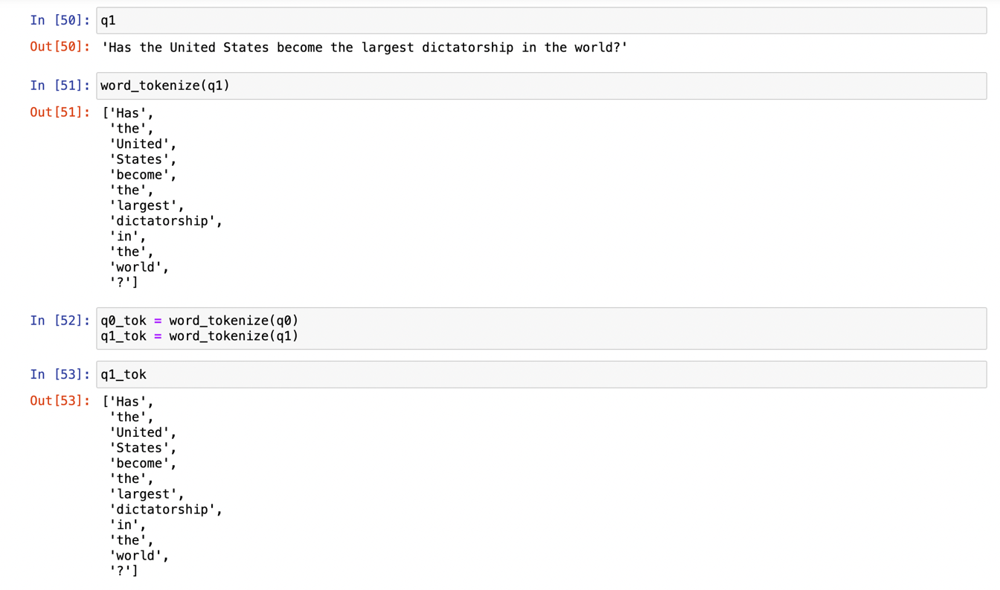 In [50]: q1
Out[50]: 'Has the United States become the largest dictatorship in the world?'
In [51]: word_tokenize(q1)
Out[51]: ['Has',
'the',
'United',
'States',
'become',
'the',
'largest',
'dictatorship',
'in',
'the',
'world',
'?']
In [52]: q0_tok = word_tokenize(q0)
q1_tok = word_tokenize(q1)
In [53]: q1_tok
Out[53]: ['Has',
'the',
'United',
'States',
'become',
'the',
'largest',
'dictatorship',
'in',
'the',
'world',
'?']